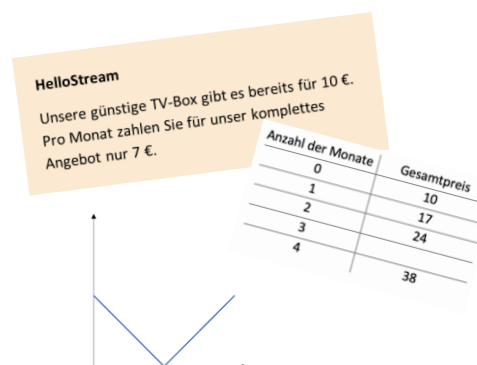 HelloStream
Unsere günstige TV-Box gibt es bereits für 10 €.
Pro Monat zahlen Sie für unser komplettes
Angebot nur 7 €.
Anzahl der Monate Gesamtpreis
0 10
1 17
2 24
3
4 38